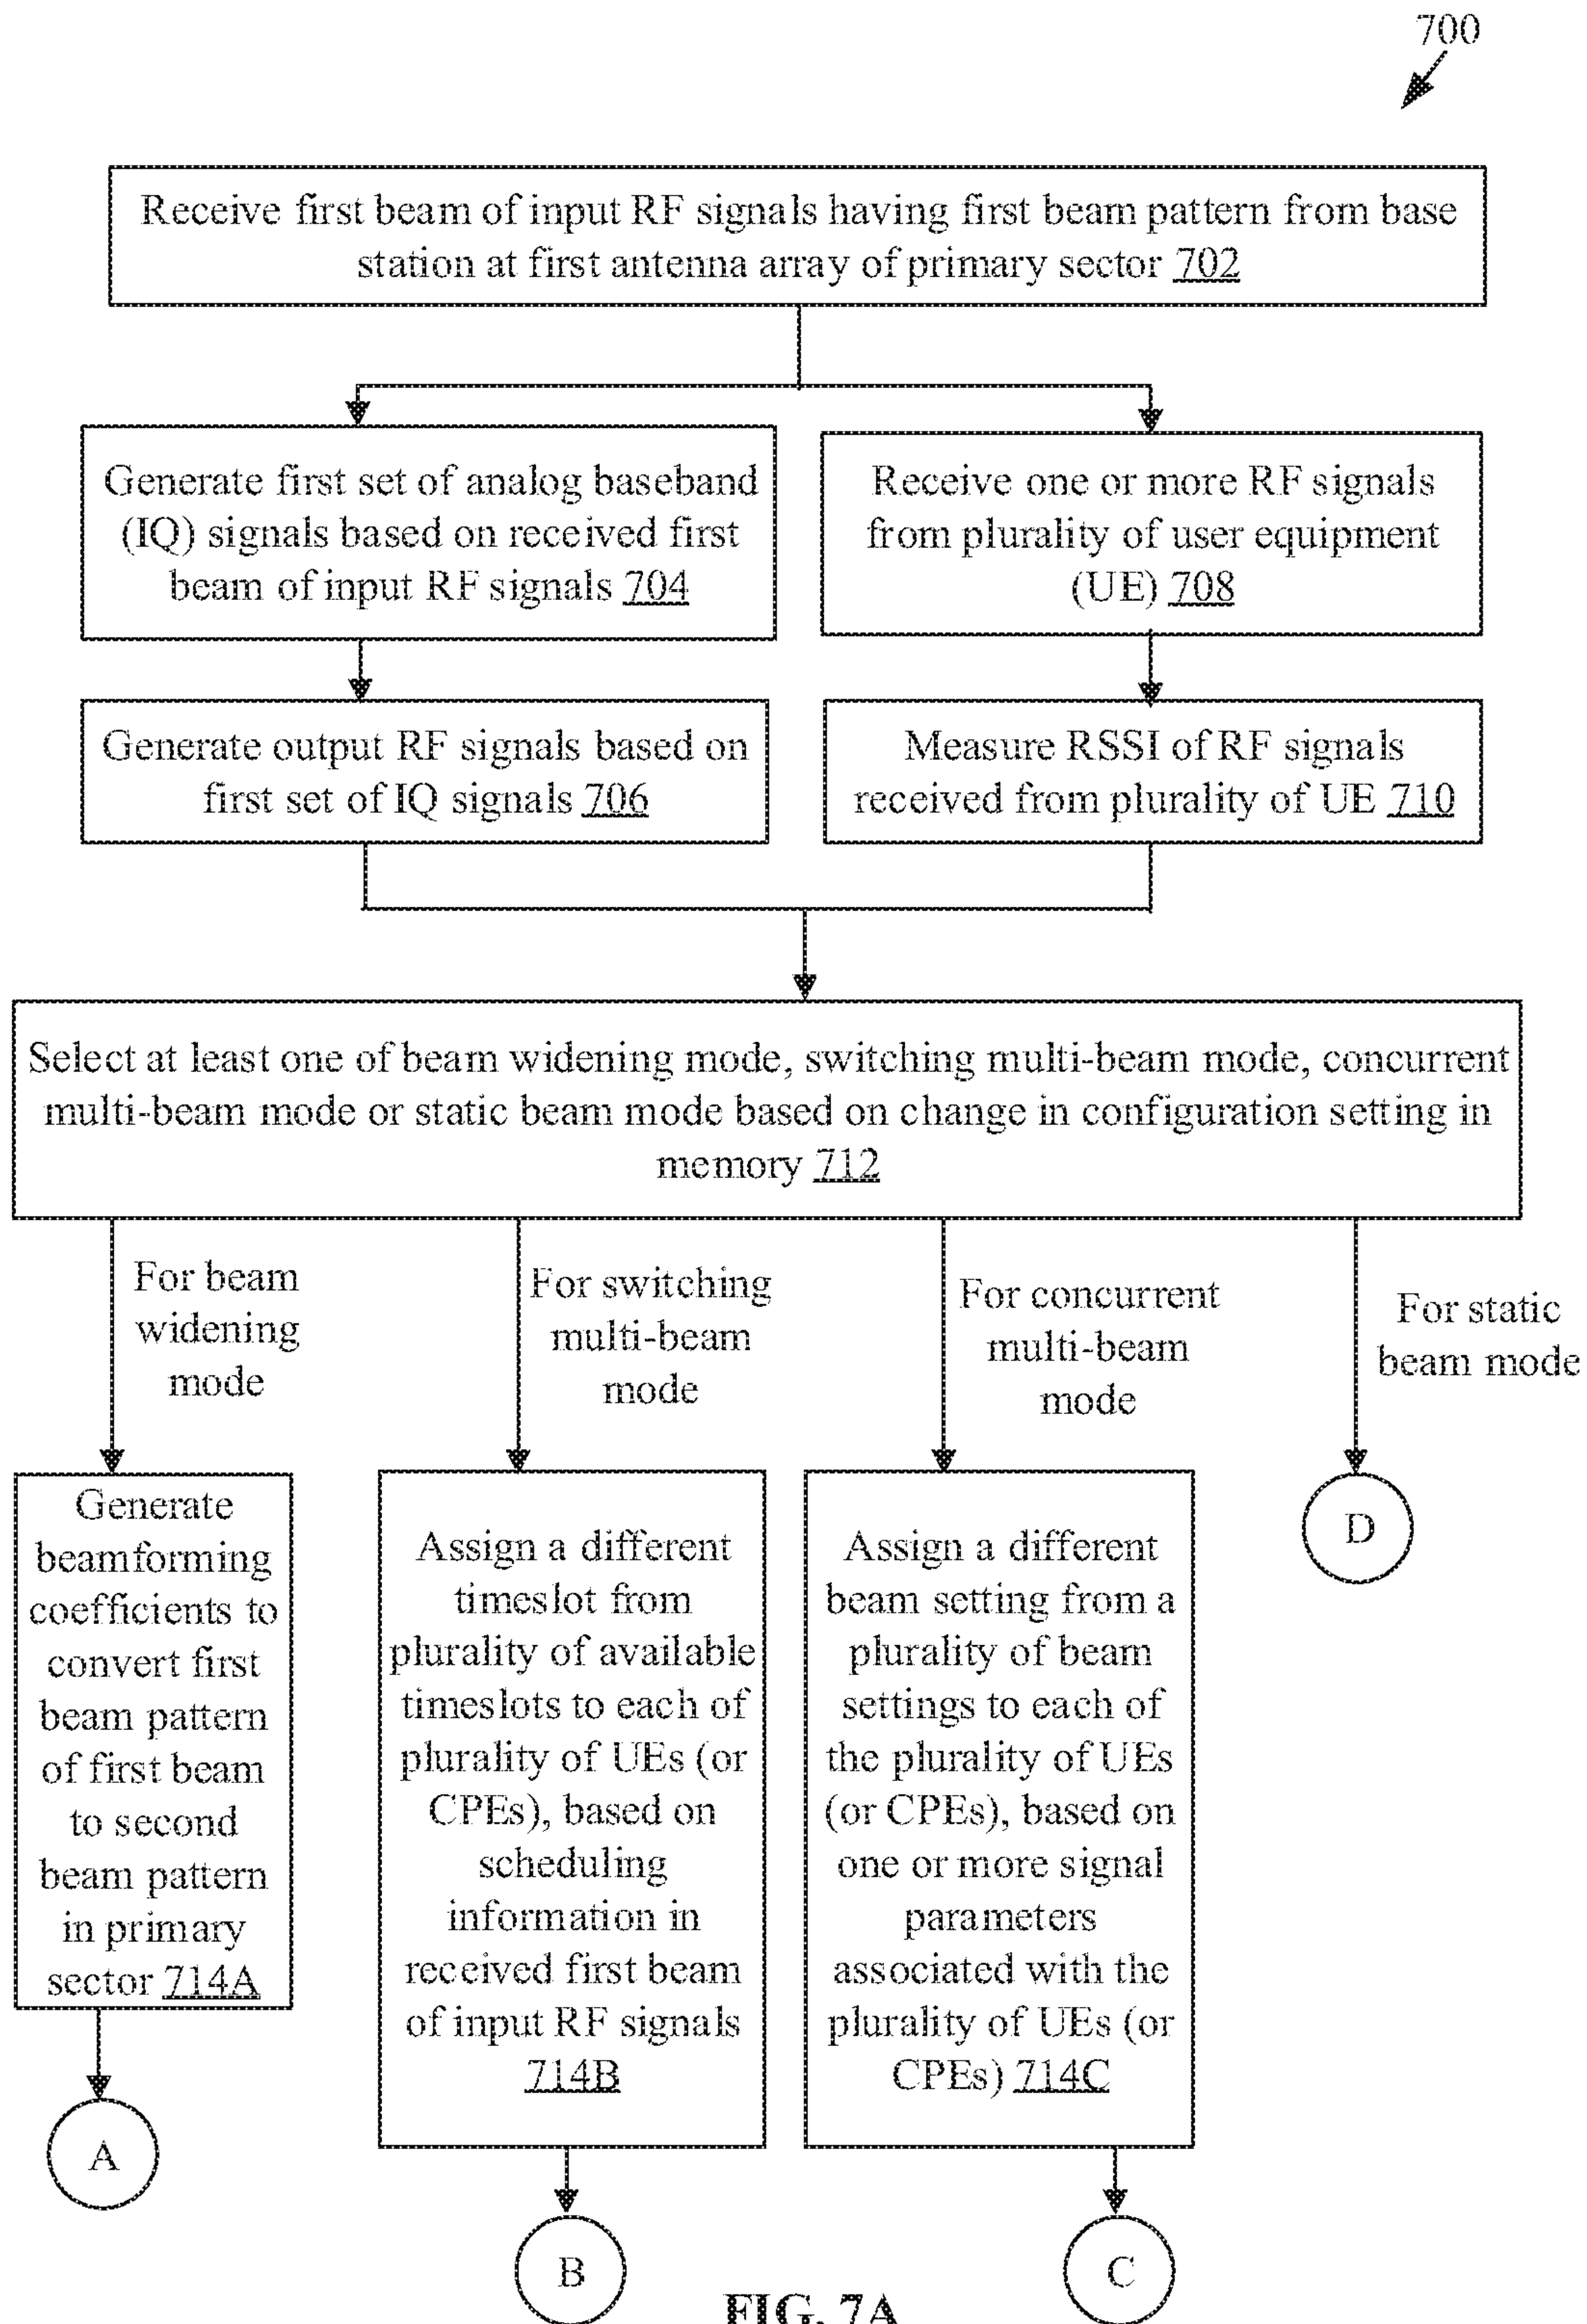 700
Receive first beam of input RF signals having first beam pattern from base
station at first antenna array of primary sector 702
Generate first set of analog baseband
(IQ) signals based on received first
beam of input RF signals 704
Receive one or more RF signals
from plurality of user equipment
(UE) 708
Generate output RF signals based on
first set of IQ signals 706
Measure RSSI of RF signals
received from plurality of UE 710
Select at least one of beam widening mode, switching multi-beam mode, concurrent
multi-beam mode or static beam mode based on change in configuration setting in
memory 712
For beam
widening
mode
For switching
multi-beam
mode
For concurrent
multi-beam
mode
For static
beam mode
Generate
beamforming
coefficients to
convert first
beam pattern
of first beam
to second
beam pattern
in primary
sector 714A
Assign a different
timeslot from
plurality of available
timeslots to each of
plurality of UEs (or
CPEs), based on
scheduling
information in
received first beam
of input RF signals
714B
Assign a different
beam setting from a
plurality of beam
settings to each of
the plurality of UEs
(or CPEs), based on
one or more signal
parameters
associated with the
plurality of UEs (or
CPEs) 714C
D
A
B
C
FIG. 7A